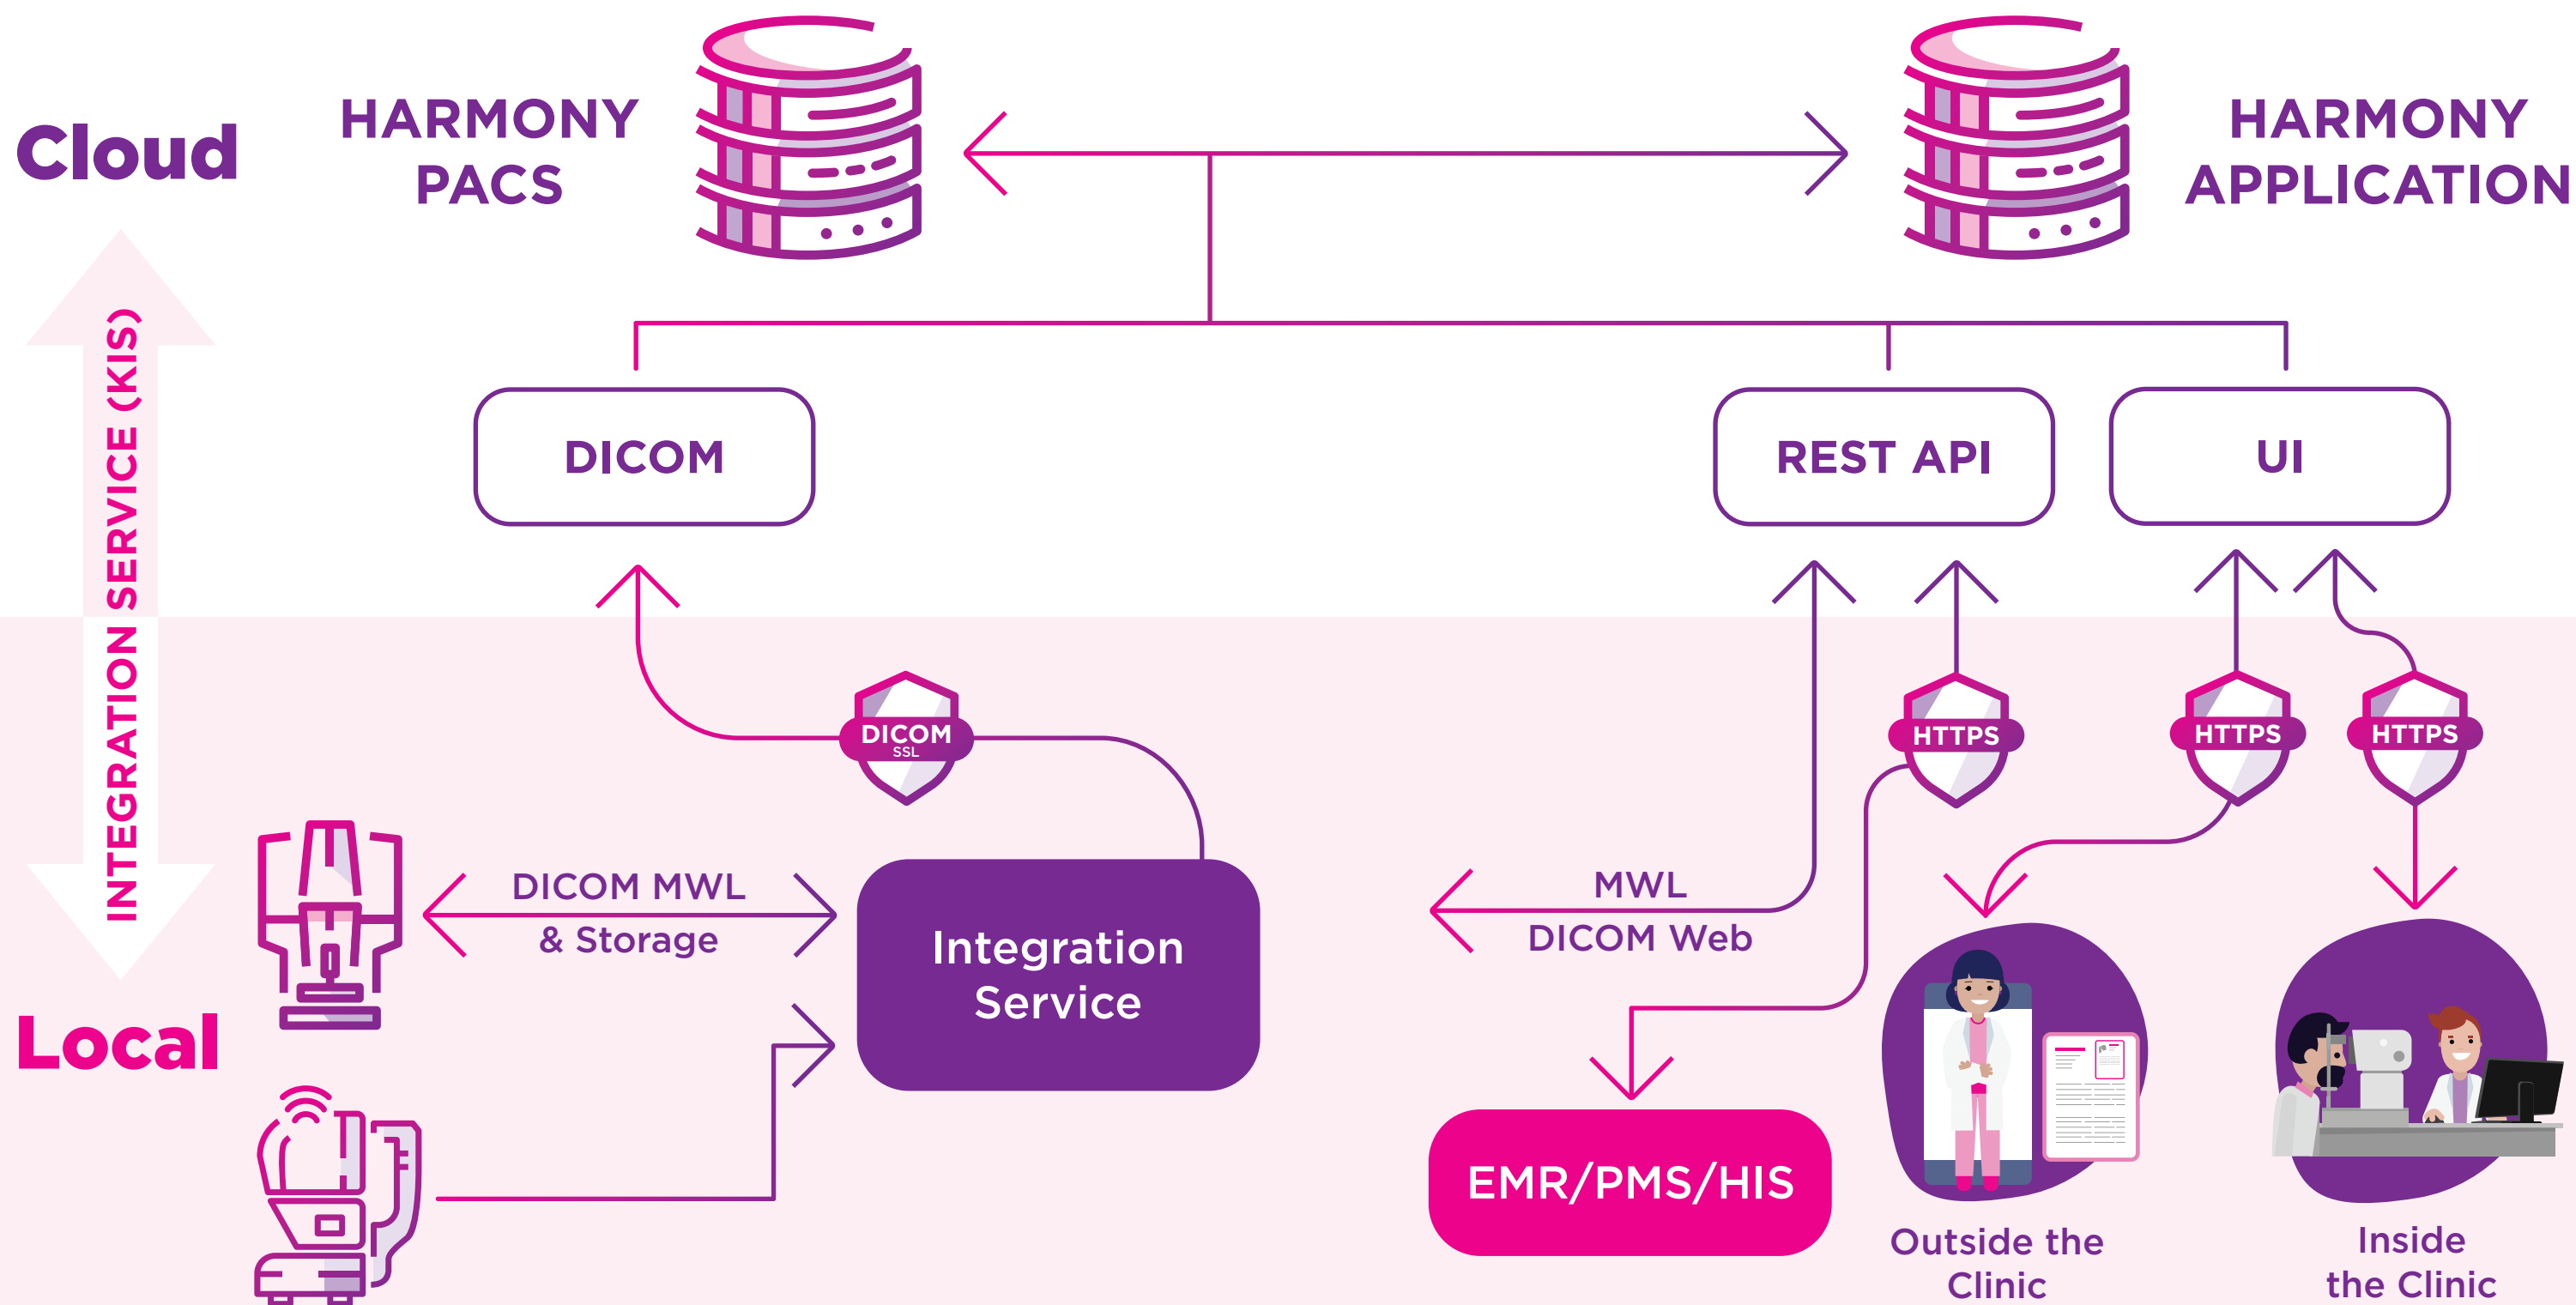 Cloud
HARMONY
PACS
HARMONY
APPLICATION
INTEGRATION SERVICE (KIS)
DICOM
REST API
UI
DICOM
SSL
HTTPS
HTTPS
HTTPS
DICOM MWL
& Storage
Integration
Service
MWL
DICOM Web
Local
EMR/PMS/HIS
Outside the
Clinic
Inside
the Clinic